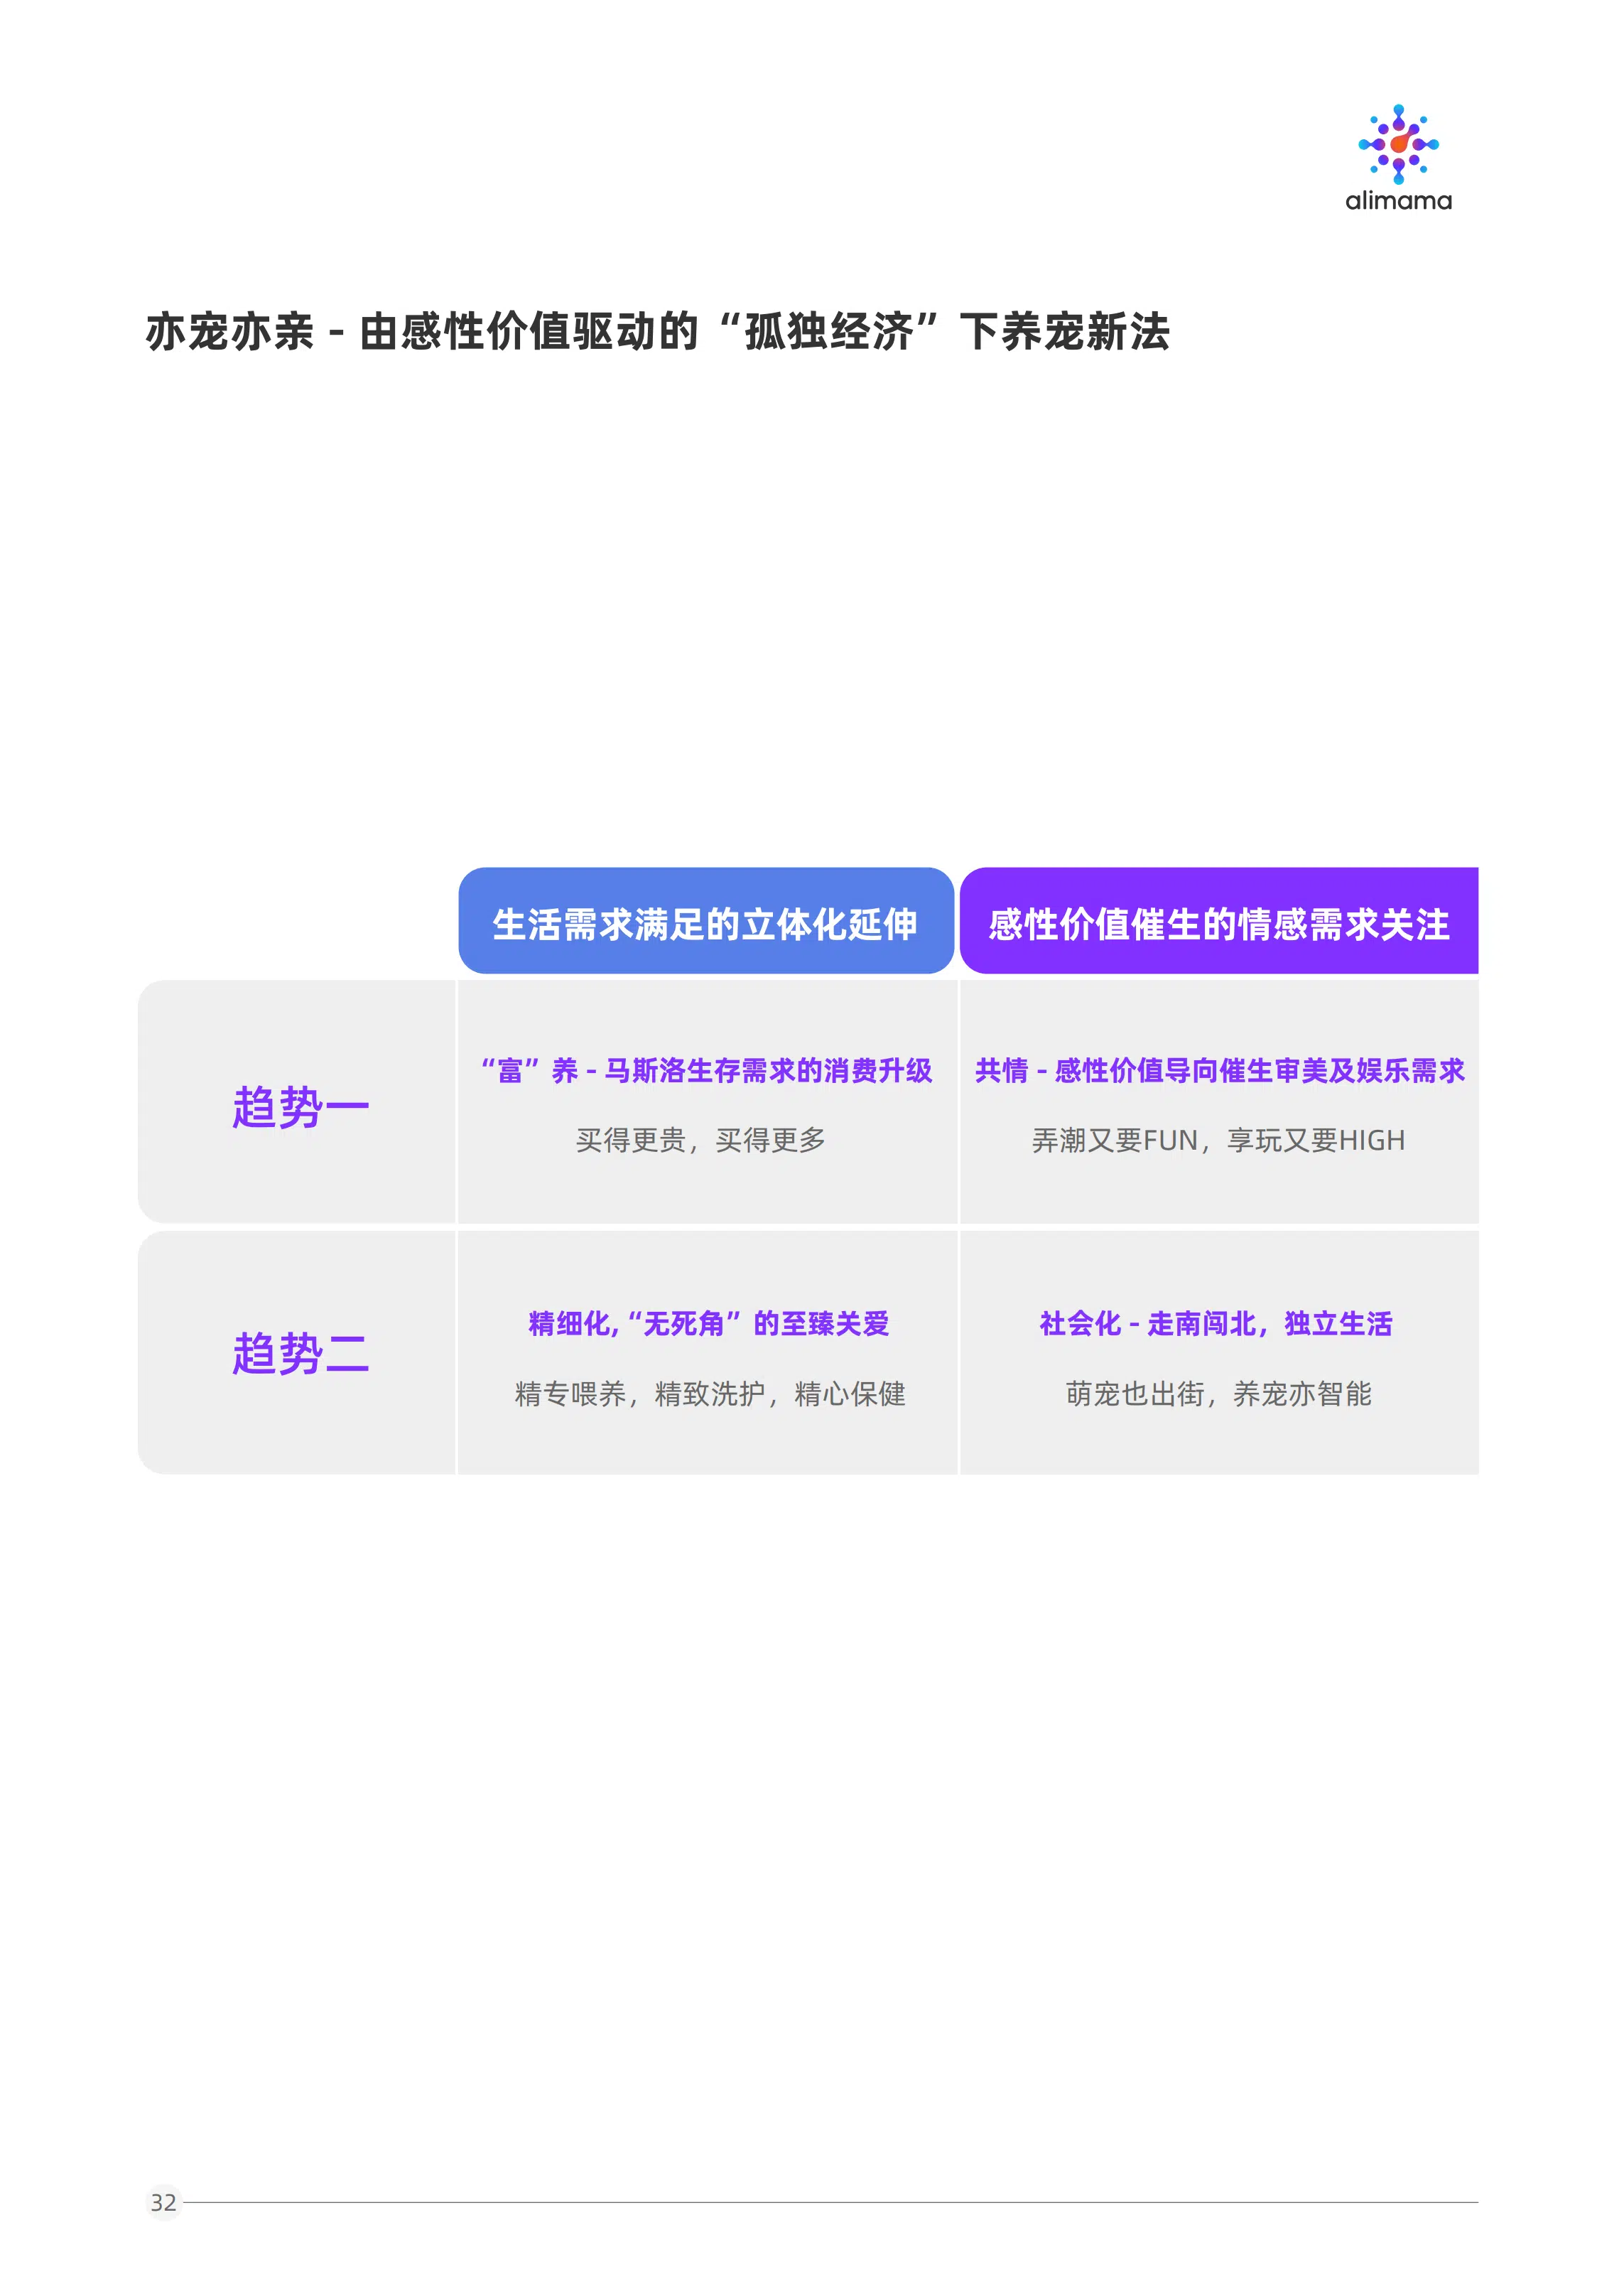 alimama
亦宠亦亲 - 由感性价值驱动的“孤独经济”下养宠新法
生活需求满足的立体化延伸
感性价值催生的情感需求关注
趋势一
“富”养 - 马斯洛生存需求的消费升级
买得更贵，买得更多
共情 - 感性价值导向催生审美及娱乐需求
弄潮又要FUN，享玩又要HIGH
趋势二
精细化，“无死角”的至臻关爱
精专喂养，精致洗护，精心保健
社会化 - 走南闯北，独立生活
萌宠也出街，养宠亦智能
32